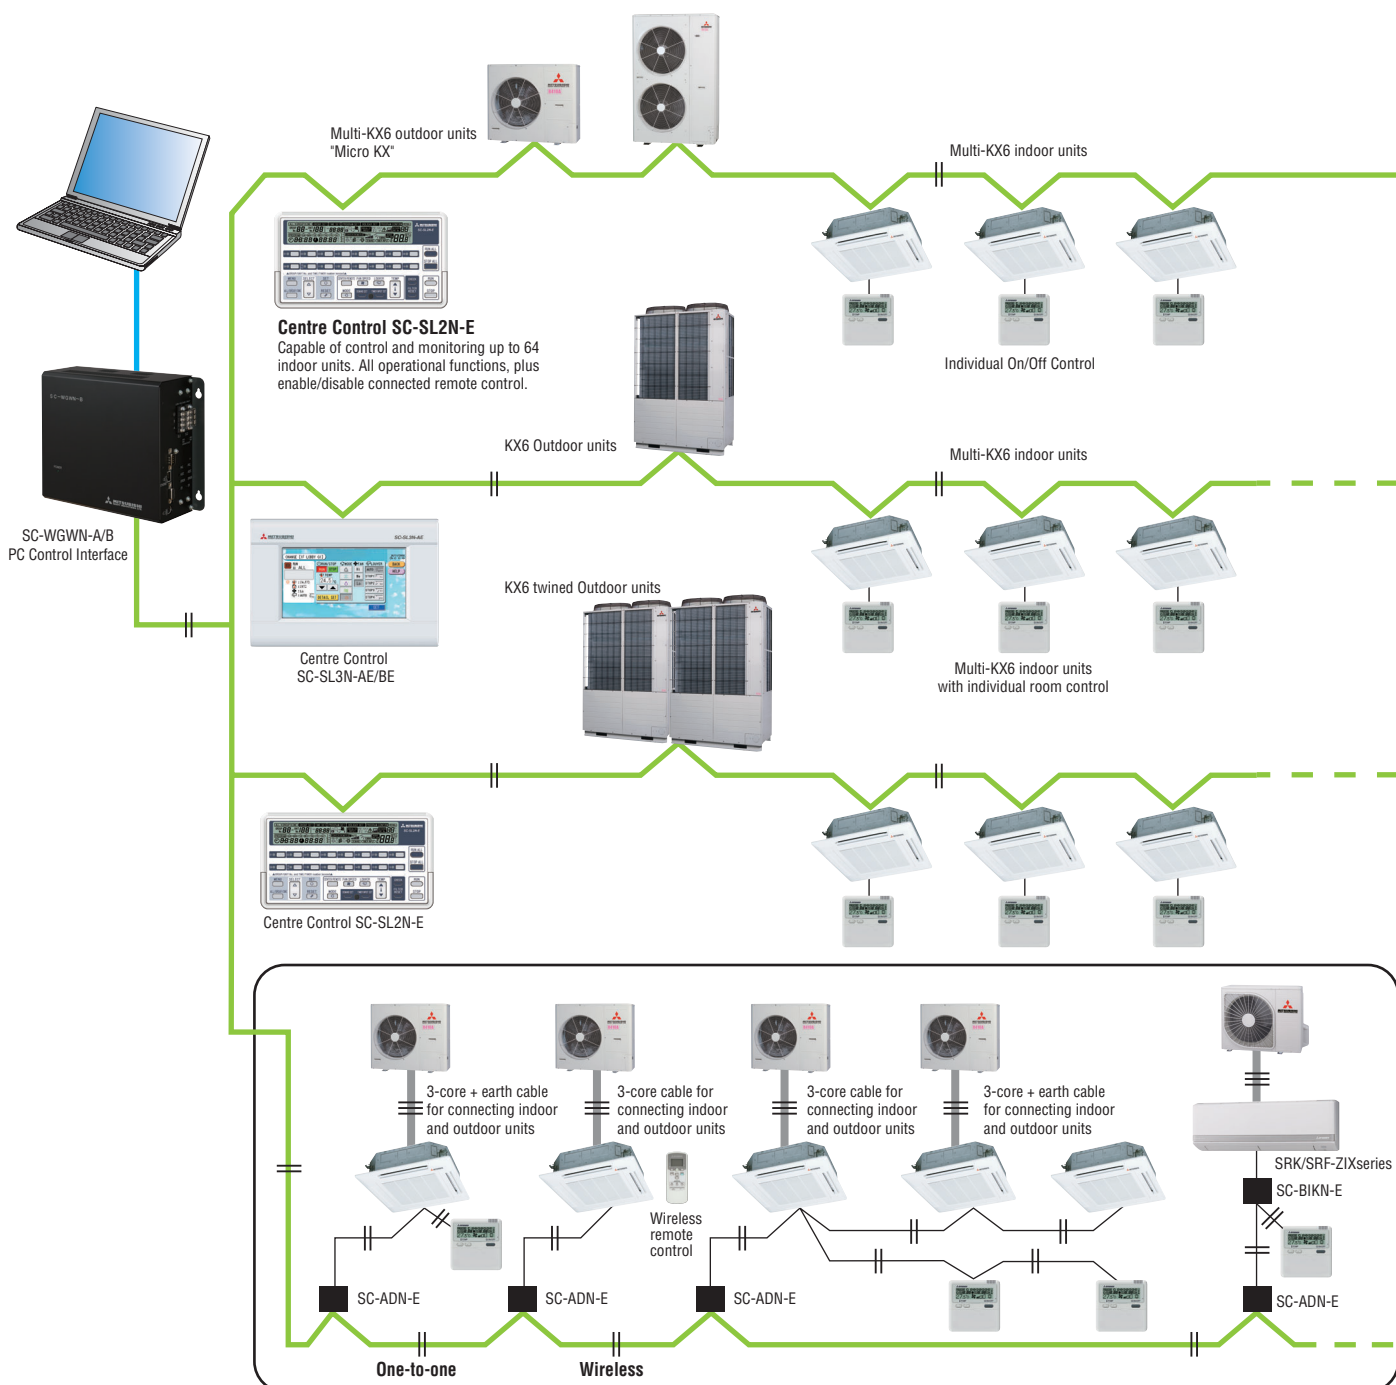 Multi-KX6 outdoor units
"Micro KX"
Multi-KX6 indoor units
Centre Control SC-SL2N-E
Capable of control and monitoring up to 64
indoor units. All operational functions, plus
enable/disable connected remote control.
Individual On/Off Control
SC-WGWN-B
KX6 Outdoor units
Multi-KX6 indoor units
SC-WGWN-A/B
PC Control Interface
SC-SL3N-AE
KX6 twined Outdoor units
Centre Control
SC-SL3N-AE/BE
Multi-KX6 indoor units
with individual room control
Centre Control SC-SL2N-E
3-core + earth cable
for connecting indoor
and outdoor units
3-core cable for
connecting indoor
and outdoor units
3-core cable for
connecting indoor
and outdoor units
3-core + earth cable
for connecting indoor
and outdoor units
SRK/SRF-ZIXseries
SC-BIKN-E
Wireless
remote
control
SC-ADN-E
SC-ADN-E
SC-ADN-E
SC-ADN-E
One-to-one
Wireless